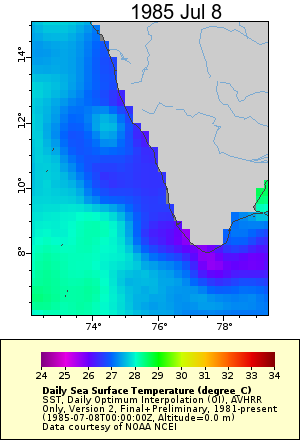 1985 Jul 8
14°
12°
10°
8°
74° 76° 78°
24 25 26 27 28 29 30 31 32 33 34
Daily Sea Surface Temperature (degree_C)
SST, Daily Optimum Interpolation (OI), AVHRR
Only, Version 2, Final+Preliminary, 1981-present
(1985-07-08T00:00:00Z, Altitude=0.0 m)
Data courtesy of NOAA NCEI